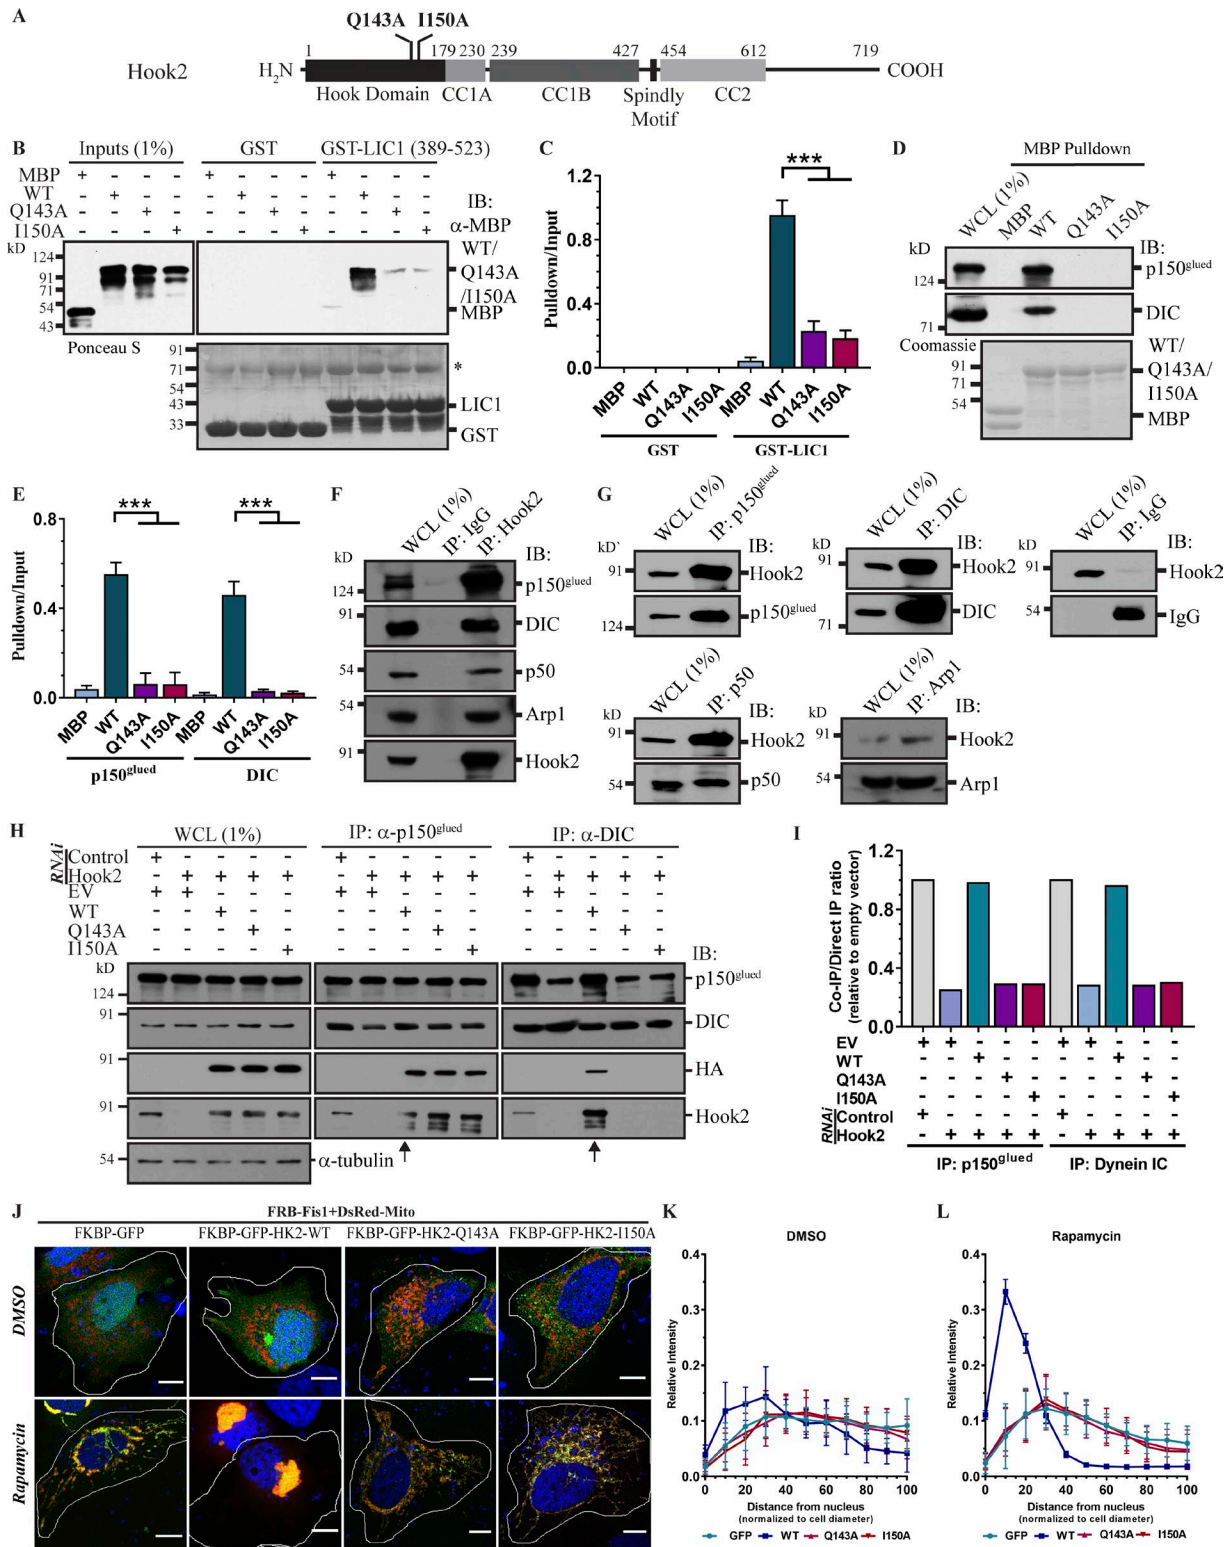 A
Q143A I150A
1 179 230 239 427 454 612 719
Hook2 H2N COOH
Hook Domain CC1A CC1B Spindly Motif CC2
B
Inputs (1%) GST GST-LIC1 (389-523)
MBP + - - - + - - - + - - -
WT - + - - - + - - - + - -
Q143A - - + - - - + - - - + -
I150A - - - + - - - + - - - +
IB:
α-MBP
kD
124
91
71
54
43
WT/
Q143A
/I150A
MBP
Ponceau S
91
71
54
43
33
*
LIC1
GST
C
Pulldown/Input
1.2
0.8
0.4
0.0
***
MBP WT Q143A I150A MBP WT Q143A I150A
GST GST-LIC1
D
MBP Pulldown
WCL (1%) MBP WT Q143A I150A
kD IB:
124 p150glued
71 DIC
Coomassie
91
71
54
WT/
Q143A/
I150A
MBP
E
Pulldown/Input
0.8
0.4
0.0
*** ***
MBP WT Q143A I150A MBP WT Q143A I150A
p150glued DIC
F
WCL (1%) IP: IgG IP: Hook2
kD IB:
124 p150glued
91 DIC
54 p50
54 Arp1
91 Hook2
G
WCL (1%) IP: p150glued
kD` IB:
91 Hook2
124 p150glued
WCL (1%) IP: DIC
kD IB:
91 Hook2
71 DIC
WCL (1%) IP: IgG
kD IB:
91 Hook2
54 IgG
WCL (1%) IP: p50
kD IB:
91 Hook2
54 p50
WCL (1%) IP: Arp1
kD IB:
91 Hook2
54 Arp1
H
WCL (1%) IP: α-p150glued IP: α-DIC
RNAi
Control + - - - - + - - - - + - - - -
Hook2 - + + + + - + + + + - + + + +
EV + + - - - + + - - - + + - - -
WT - - + - - - - + - - - - + - -
Q143A - - - + - - - - + - - - - + -
I150A - - - - + - - - - + - - - - +
kD IB:
124 p150glued
91 DIC
91 HA
91 Hook2
54 α-tubulin
I
Co-IP/Direct IP ratio
(relative to empty vector)
1.2
0.8
0.4
0.0
EV + + - - - + + - - -
WT - - + - - - - + - -
Q143A - - - + - - - - + -
I150A - - - - + - - - - +
RNAi
Control + - - - - + - - - -
Hook2 - + + + + - + + + +
IP: p150glued IP: Dynein IC
J
FRB-Fis1+DsRed-Mito
FKBP-GFP FKBP-GFP-HK2-WT FKBP-GFP-HK2-Q143A FKBP-GFP-HK2-I150A
DMSO
Rapamycin
K
DMSO
Relative Intensity
0.4
0.3
0.2
0.1
0.0
0 20 40 60 80 100
Distance from nucleus
(normalized to cell diameter)
GFP WT Q143A I150A
L
Rapamycin
Relative Intensity
0.4
0.3
0.2
0.1
0.0
0 20 40 60 80 100
Distance from nucleus
(normalized to cell diameter)
GFP WT Q143A I150A